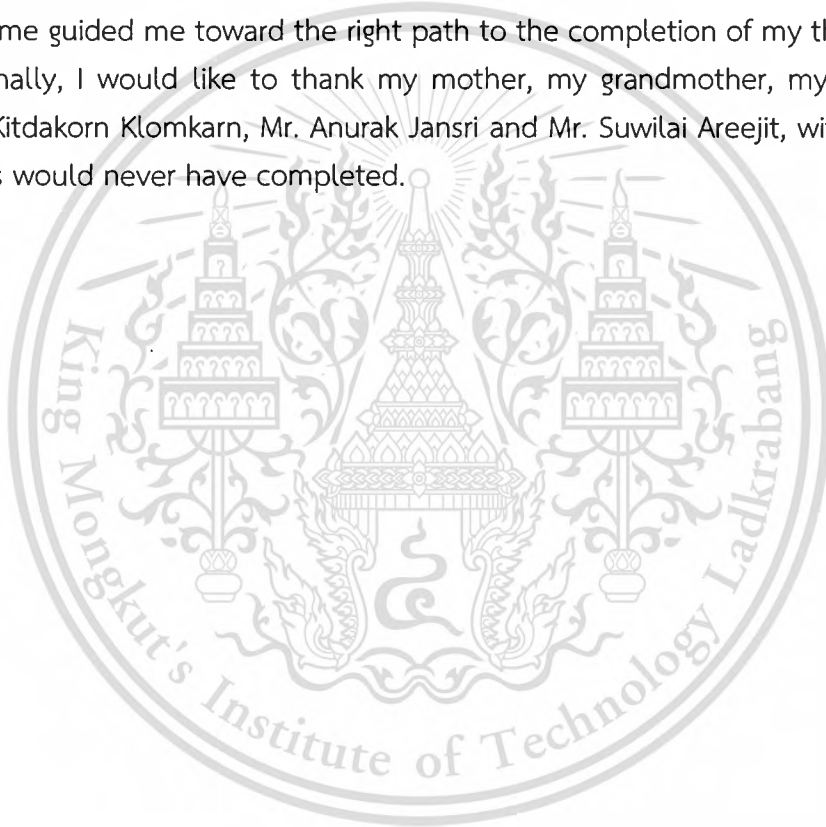 me guided me toward the right path to the completion of my t
nally, I would like to thank my mother, my grandmother, my
Kitdakorn Klomkarn, Mr. Anurak Jansri and Mr. Suwilai Areejit, wi
s would never have completed.
King Mongkut's Institute of Technology Ladkrabang